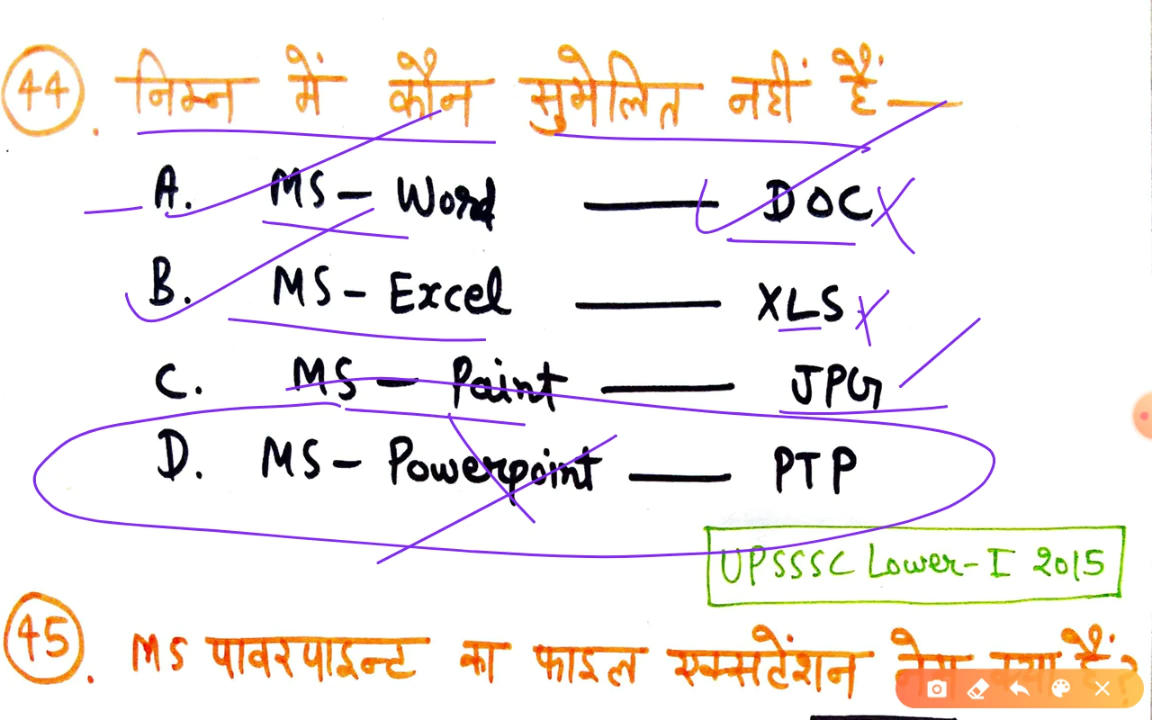 44. निम्न में कौन सुमेलित नहीं हैं—
A. MS - Word —— DOC
B. MS - Excel —— XLS
C. MS - Paint —— JPG
D. MS - Powerpoint —— PTP
UPSSSC Lower-I 2015
45. MS पावरपाइन्ट का फाइल एक्सटेंशन